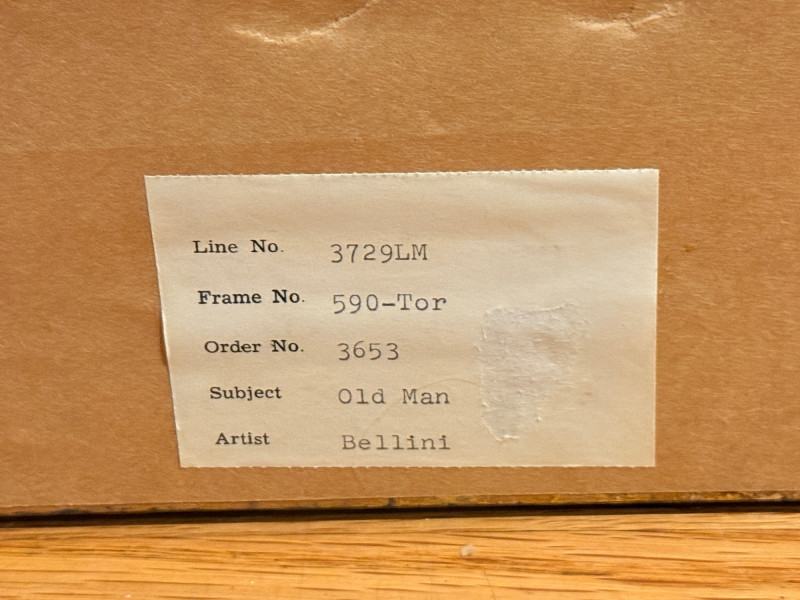 Line No. 3729LM
Frame No. 590-Tor
Order No. 3653
Subject Old Man
Artist Bellini